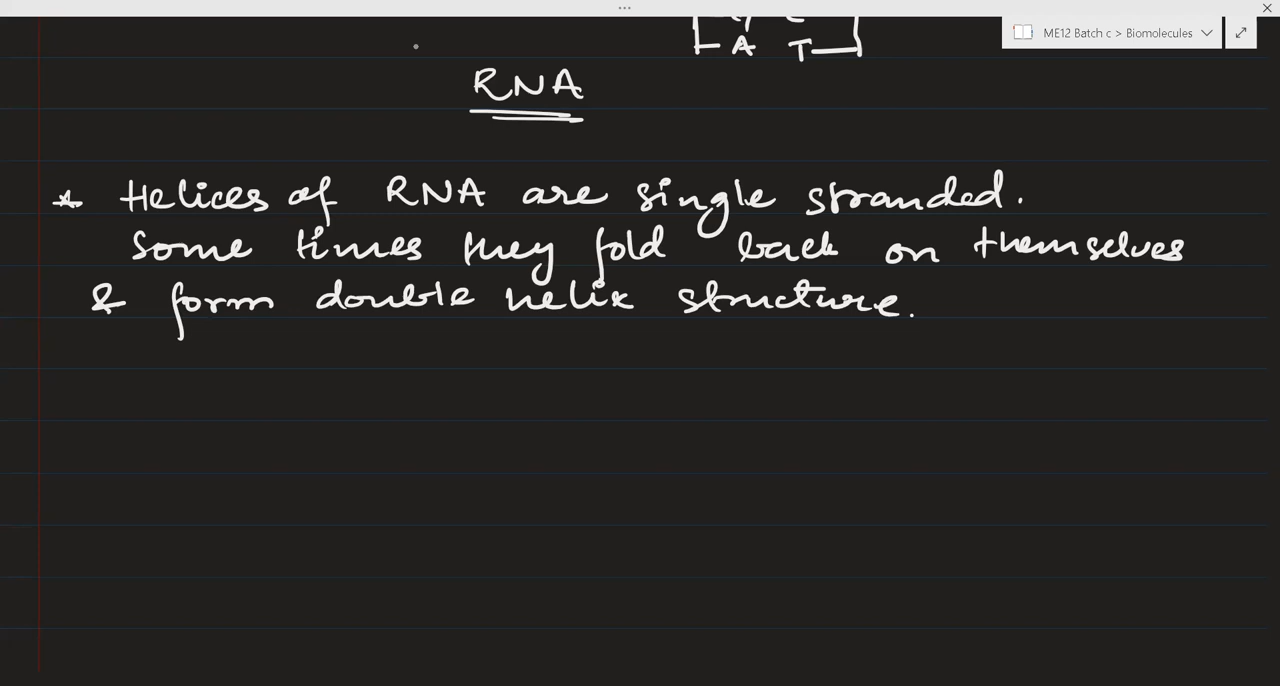 ME12 Batch c > Biomolecules
A T
RNA
* Helices of RNA are single stranded.
Some times they fold back on themselves
& form double helix structure.